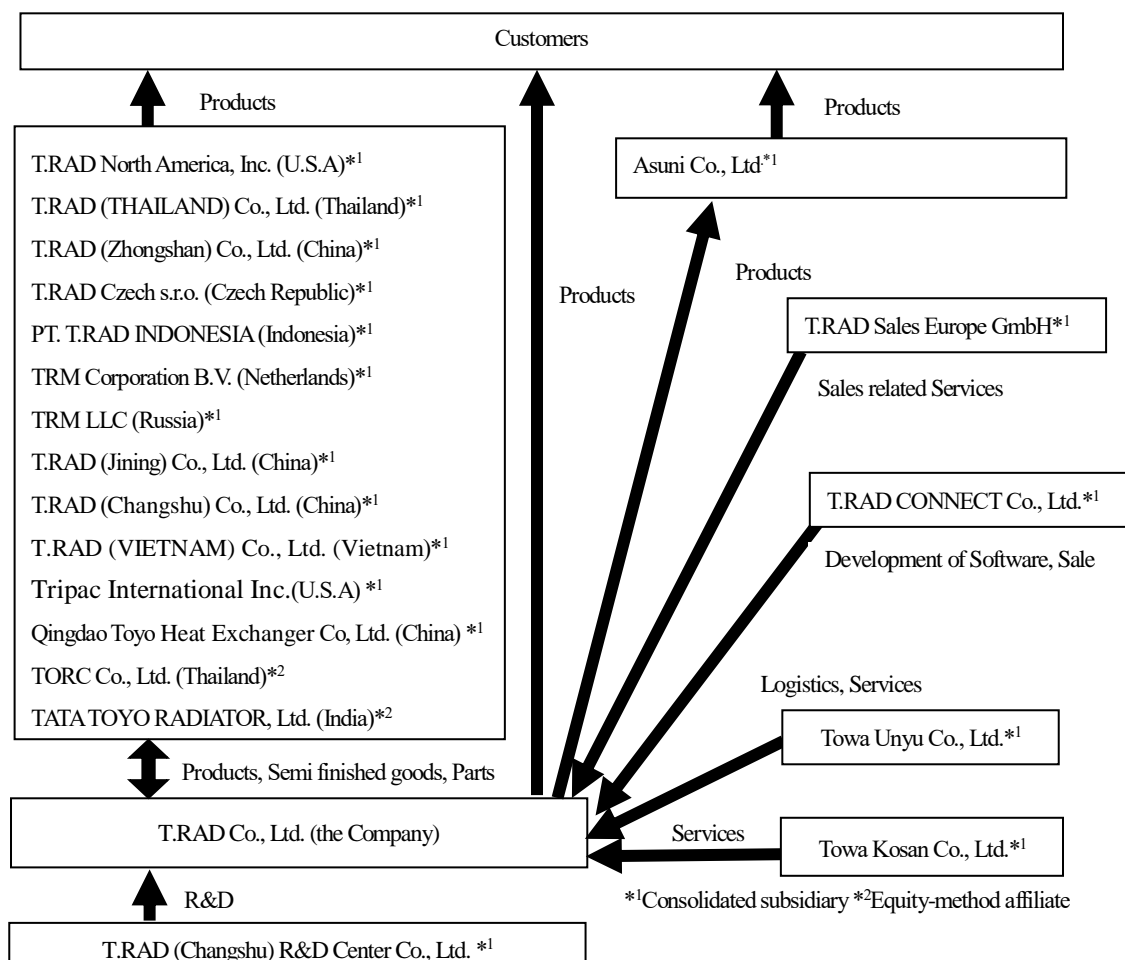 Customers
Products
Products
T.RAD North America, Inc. (U.S.A)*1
T.RAD (THAILAND) Co., Ltd. (Thailand)*1
T.RAD (Zhongshan) Co., Ltd. (China)*1
T.RAD Czech s.r.o. (Czech Republic)*1
PT. T.RAD INDONESIA (Indonesia)*1
TRM Corporation B.V. (Netherlands)*1
TRM LLC (Russia)*1
T.RAD (Jining) Co., Ltd. (China)*1
T.RAD (Changshu) Co., Ltd. (China)*1
T.RAD (VIETNAM) Co., Ltd. (Vietnam)*1
Tripac International Inc.(U.S.A) *1
Qingdao Toyo Heat Exchanger Co, Ltd. (China) *1
TORC Co., Ltd. (Thailand)*2
TATA TOYO RADIATOR, Ltd. (India)*2
Asuni Co., Ltd.*1
Products
Products
T.RAD Sales Europe GmbH*1
Sales related Services
T.RAD CONNECT Co., Ltd.*1
Development of Software, Sale
Logistics, Services
Towa Unyu Co., Ltd.*1
Products, Semi finished goods, Parts
T.RAD Co., Ltd. (the Company)
Services
Towa Kosan Co., Ltd.*1
R&D
*1Consolidated subsidiary *2Equity-method affiliate
T.RAD (Changshu) R&D Center Co., Ltd. *1